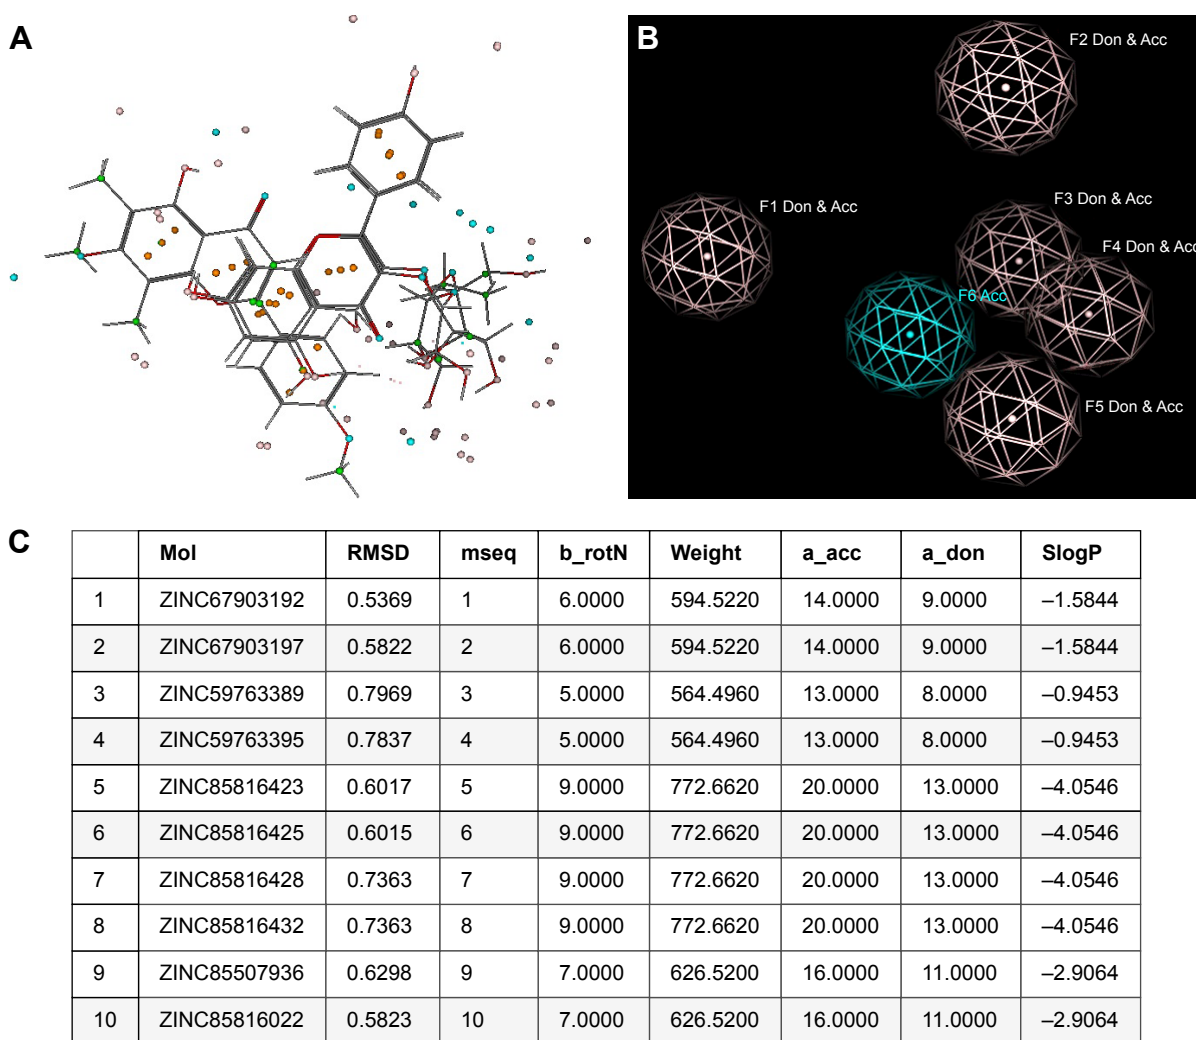 A
B
F2 Don & Acc
F1 Don & Acc
F3 Don & Acc
F4 Don & Acc
F6 Acc
F5 Don & Acc
C
Mol RMSD mseq b_rotN Weight a_acc a_don SlogP
1 ZINC67903192 0.5369 1 6.0000 594.5220 14.0000 9.0000 –1.5844
2 ZINC67903197 0.5822 2 6.0000 594.5220 14.0000 9.0000 –1.5844
3 ZINC59763389 0.7969 3 5.0000 564.4960 13.0000 8.0000 –0.9453
4 ZINC59763395 0.7837 4 5.0000 564.4960 13.0000 8.0000 –0.9453
5 ZINC85816423 0.6017 5 9.0000 772.6620 20.0000 13.0000 –4.0546
6 ZINC85816425 0.6015 6 9.0000 772.6620 20.0000 13.0000 –4.0546
7 ZINC85816428 0.7363 7 9.0000 772.6620 20.0000 13.0000 –4.0546
8 ZINC85816432 0.7363 8 9.0000 772.6620 20.0000 13.0000 –4.0546
9 ZINC85507936 0.6298 9 7.0000 626.5200 16.0000 11.0000 –2.9064
10 ZINC85816022 0.5823 10 7.0000 626.5200 16.0000 11.0000 –2.9064